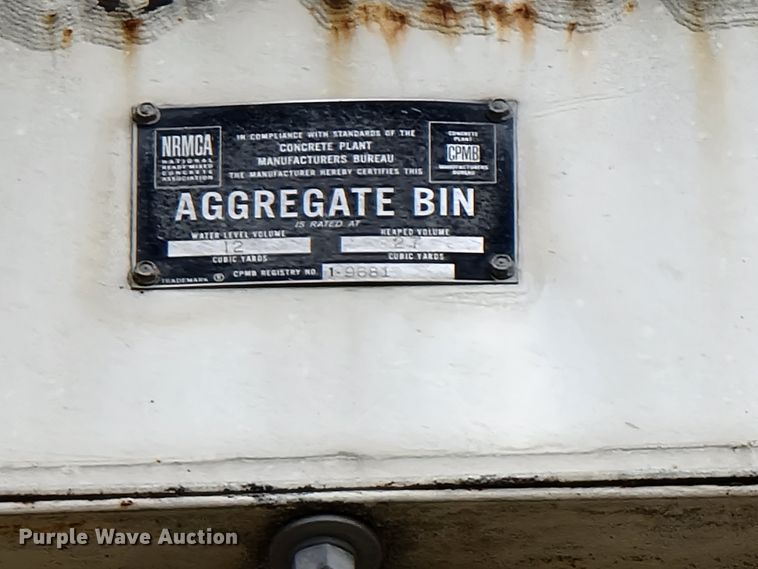 NRMCA
NATIONAL
READY MIXED
CONCRETE
ASSOCIATION
IN COMPLIANCE WITH STANDARDS OF THE
CONCRETE PLANT
MANUFACTURERS BUREAU
THE MANUFACTURER HEREBY CERTIFIES THIS
CONCRETE
PLANT
CPMB
MANUFACTURERS
BUREAU
AGGREGATE BIN
IS RATED AT
WATER LEVEL VOLUME
12
CUBIC YARDS
HEAPED VOLUME
CUBIC YARDS
TRADEMARK ®
CPMB REGISTRY NO. 1-9681
Purple Wave Auction